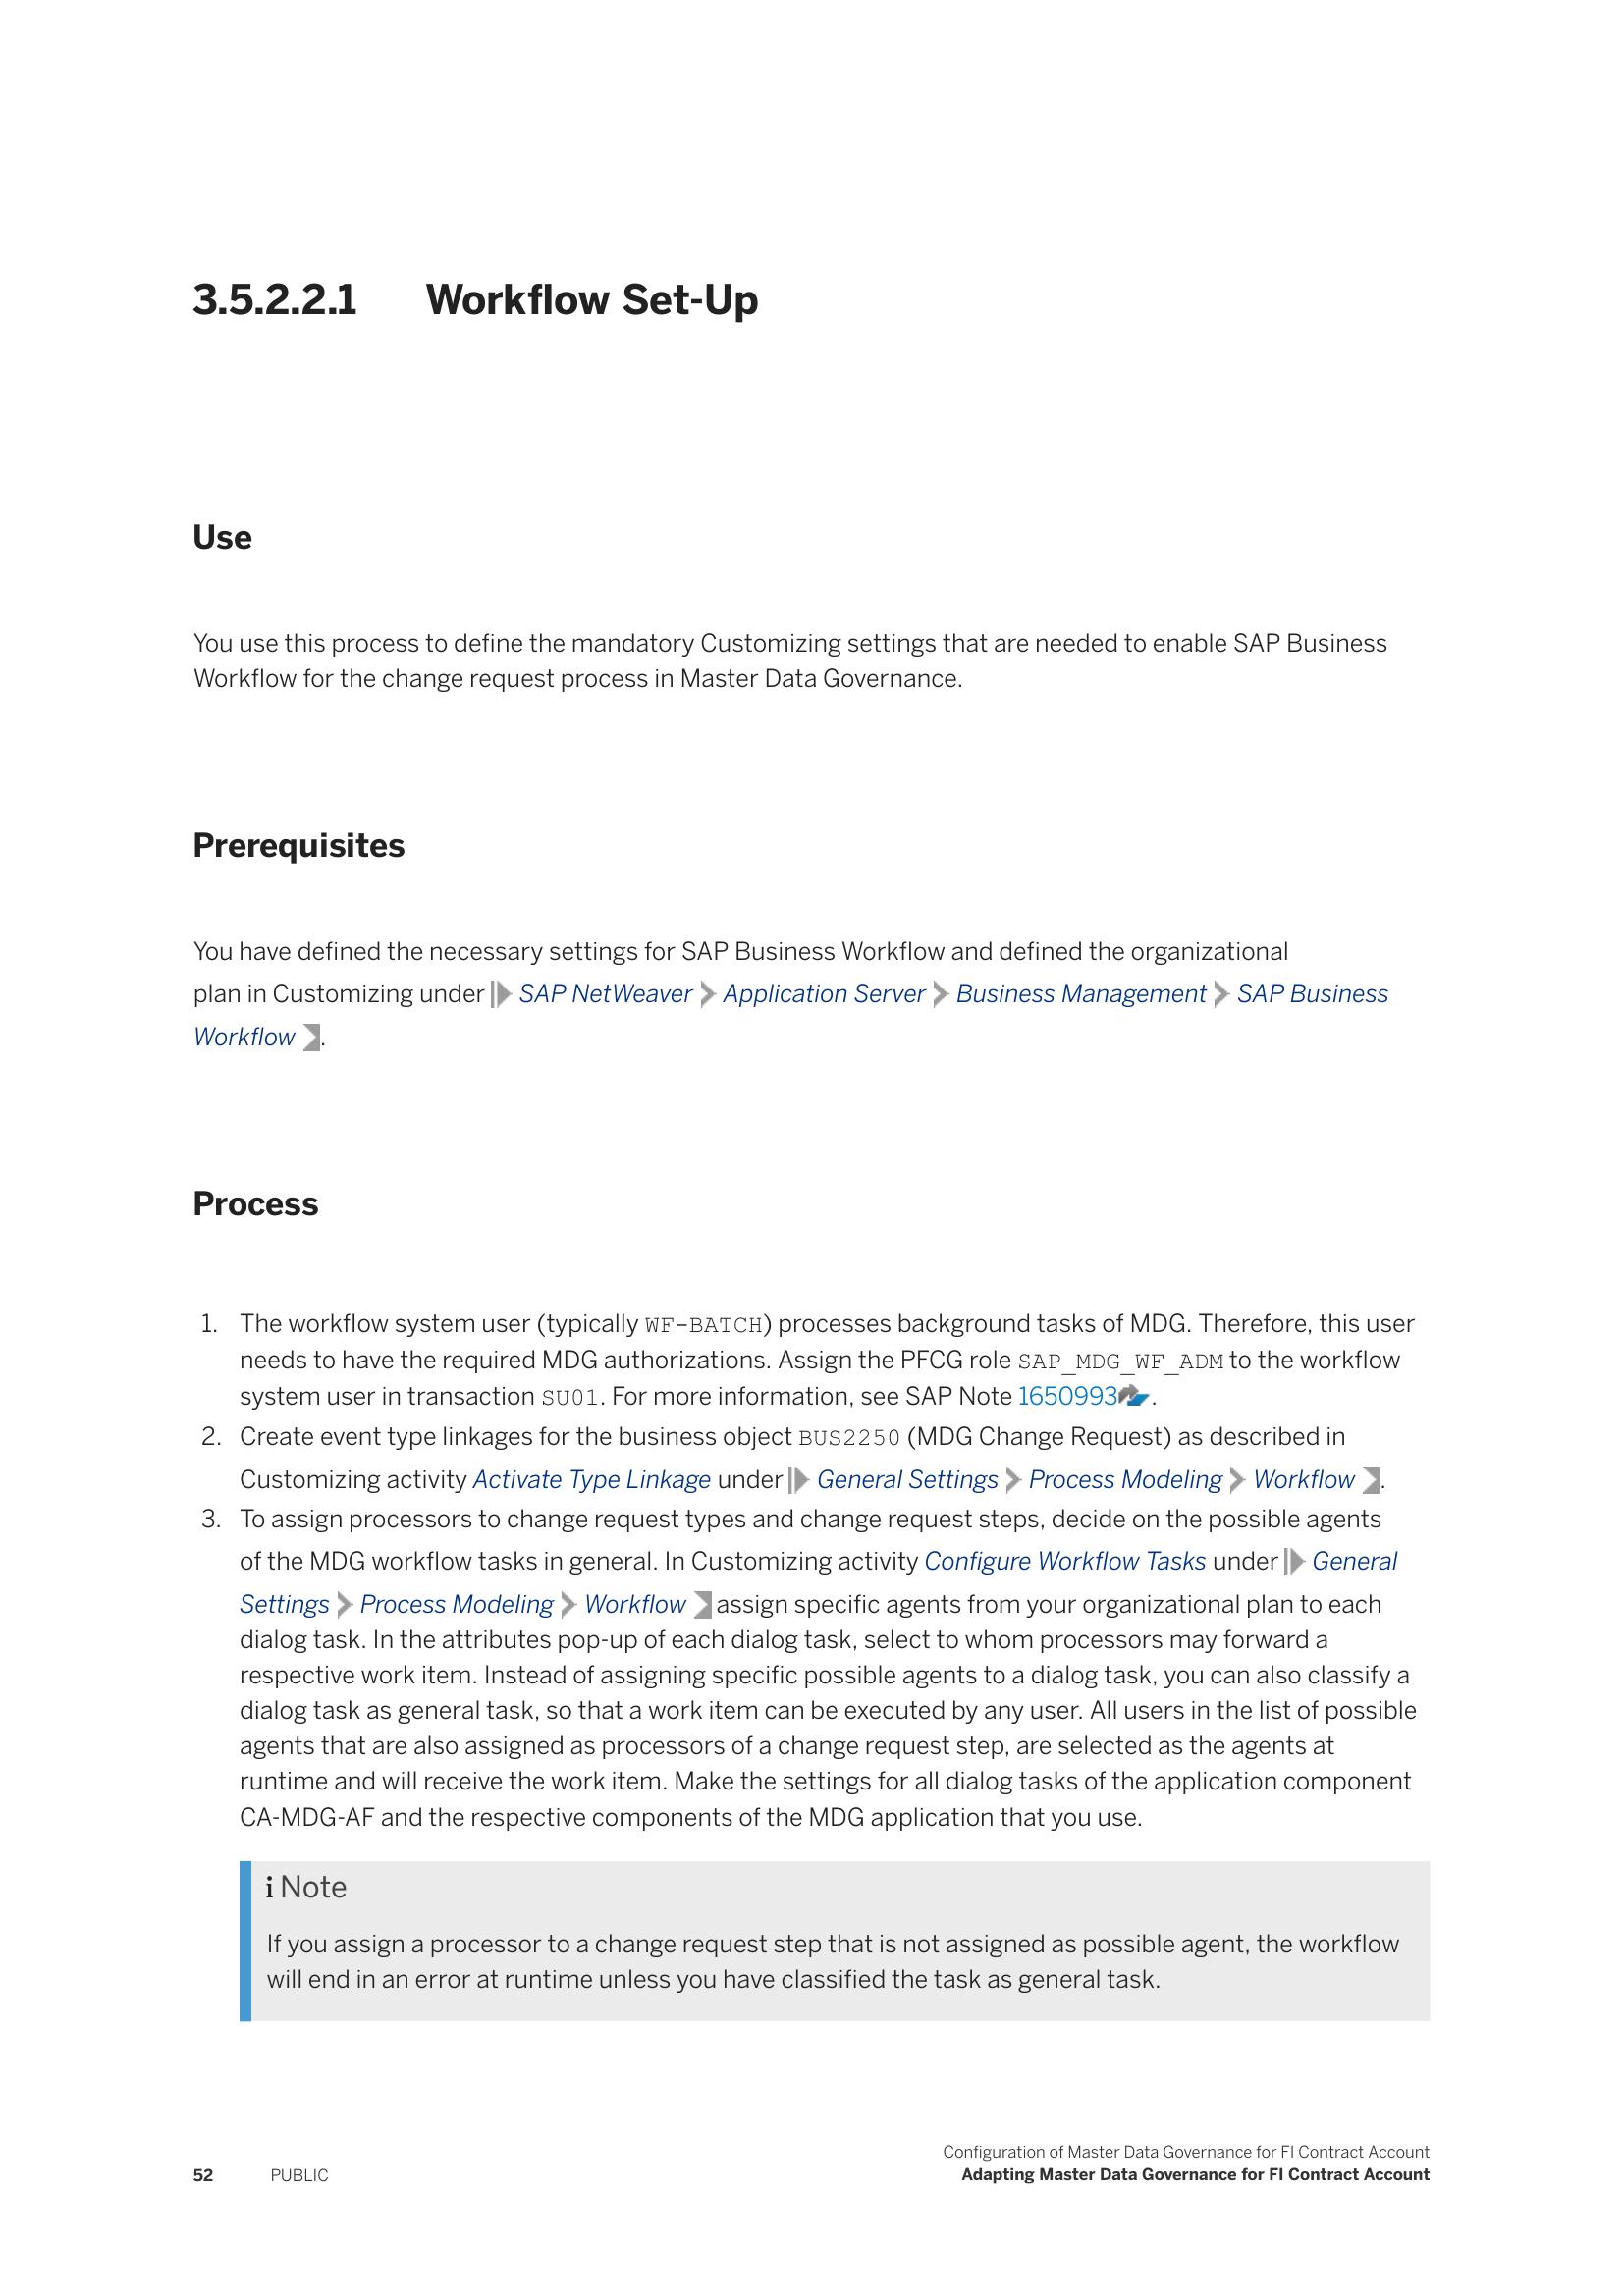 3.5.2.2.1 Workflow Set-Up
Use
You use this process to define the mandatory Customizing settings that are needed to enable SAP Business
Workflow for the change request process in Master Data Governance.
Prerequisites
You have defined the necessary settings for SAP Business Workflow and defined the organizational
plan in Customizing under SAP NetWeaver Application Server Business Management SAP Business
Workflow .
Process
1. The workflow system user (typically WF-BATCH) processes background tasks of MDG. Therefore, this user
needs to have the required MDG authorizations. Assign the PFCG role SAP_MDG_WF_ADM to the workflow
system user in transaction SU01. For more information, see SAP Note 1650993 .
2. Create event type linkages for the business object BUS2250 (MDG Change Request) as described in
Customizing activity Activate Type Linkage under General Settings Process Modeling Workflow .
3. To assign processors to change request types and change request steps, decide on the possible agents
of the MDG workflow tasks in general. In Customizing activity Configure Workflow Tasks under General
Settings Process Modeling Workflow assign specific agents from your organizational plan to each
dialog task. In the attributes pop-up of each dialog task, select to whom processors may forward a
respective work item. Instead of assigning specific possible agents to a dialog task, you can also classify a
dialog task as general task, so that a work item can be executed by any user. All users in the list of possible
agents that are also assigned as processors of a change request step, are selected as the agents at
runtime and will receive the work item. Make the settings for all dialog tasks of the application component
CA-MDG-AF and the respective components of the MDG application that you use.
i Note
If you assign a processor to a change request step that is not assigned as possible agent, the workflow
will end in an error at runtime unless you have classified the task as general task.
Configuration of Master Data Governance for FI Contract Account
52 PUBLIC Adapting Master Data Governance for FI Contract Account